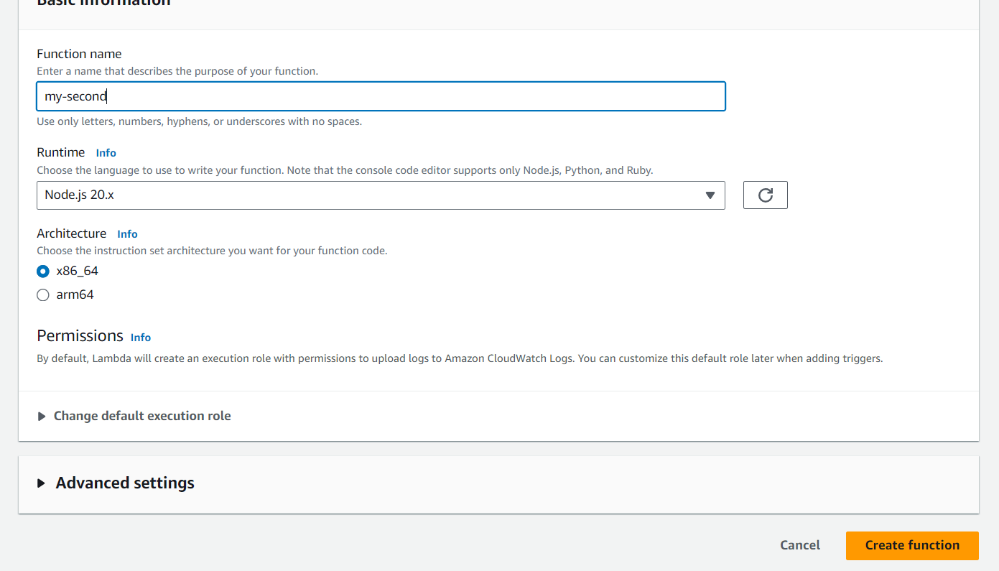 Basic information
Function name
Enter a name that describes the purpose of your function.
my-second
Use only letters, numbers, hyphens, or underscores with no spaces.
Runtime Info
Choose the language to use to write your function. Note that the console code editor supports only Node.js, Python, and Ruby.
Node.js 20.x
Architecture Info
Choose the instruction set architecture you want for your function code.
x86_64
arm64
Permissions Info
By default, Lambda will create an execution role with permissions to upload logs to Amazon CloudWatch Logs. You can customize this default role later when adding triggers.
Change default execution role
Advanced settings
Cancel Create function